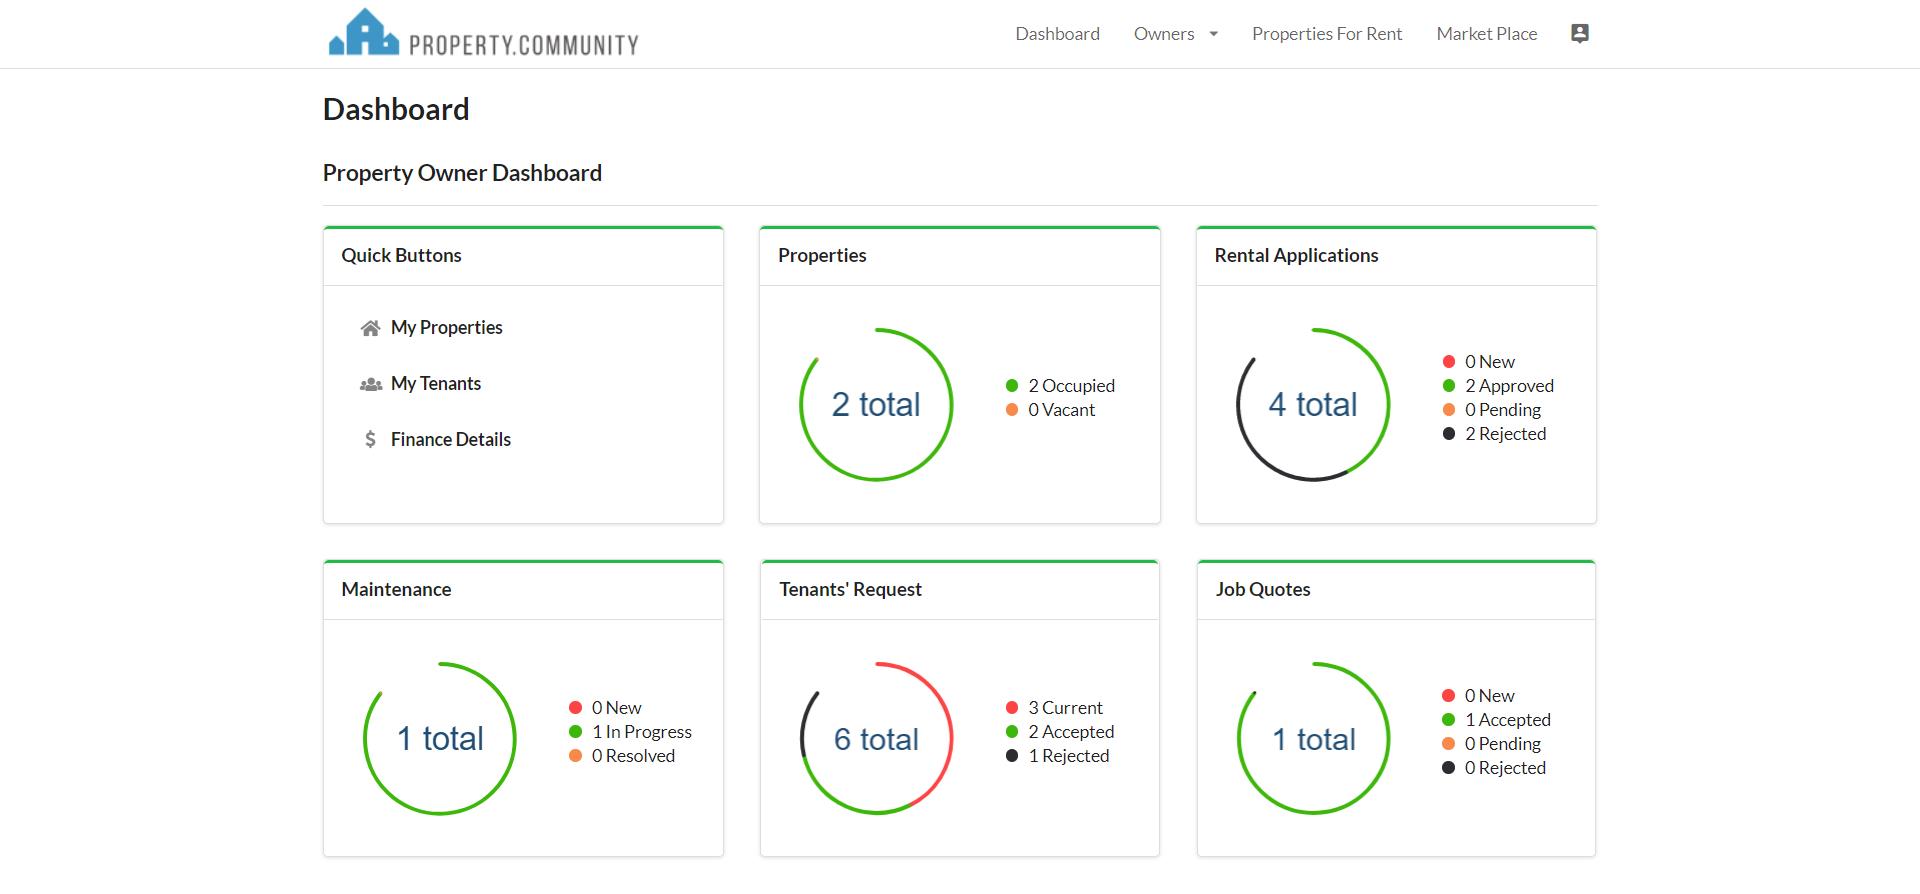 PROPERTY.COMMUNITY
Dashboard
Owners
Properties For Rent
Market Place
Dashboard
Property Owner Dashboard
Quick Buttons
My Properties
My Tenants
Finance Details
Properties
2 total
2 Occupied
0 Vacant
Rental Applications
4 total
0 New
2 Approved
0 Pending
2 Rejected
Maintenance
1 total
0 New
1 In Progress
0 Resolved
Tenants' Request
6 total
3 Current
2 Accepted
1 Rejected
Job Quotes
1 total
0 New
1 Accepted
0 Pending
0 Rejected